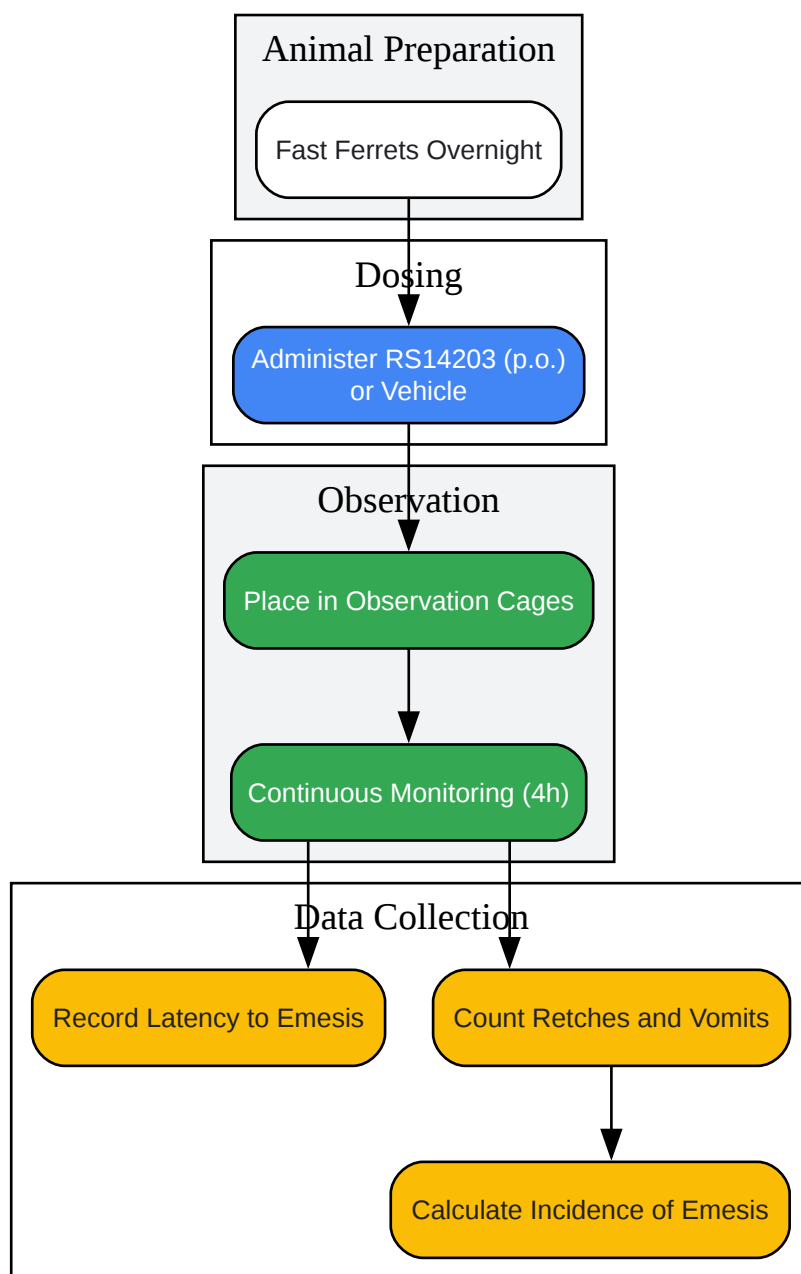 Animal Preparation
Fast Ferrets Overnight
Dosing
Administer RS14203 (p.o.)
or Vehicle
Observation
Place in Observation Cages
Continuous Monitoring (4h)
Data Collection
Record Latency to Emesis
Count Retches and Vomits
Calculate Incidence of Emesis